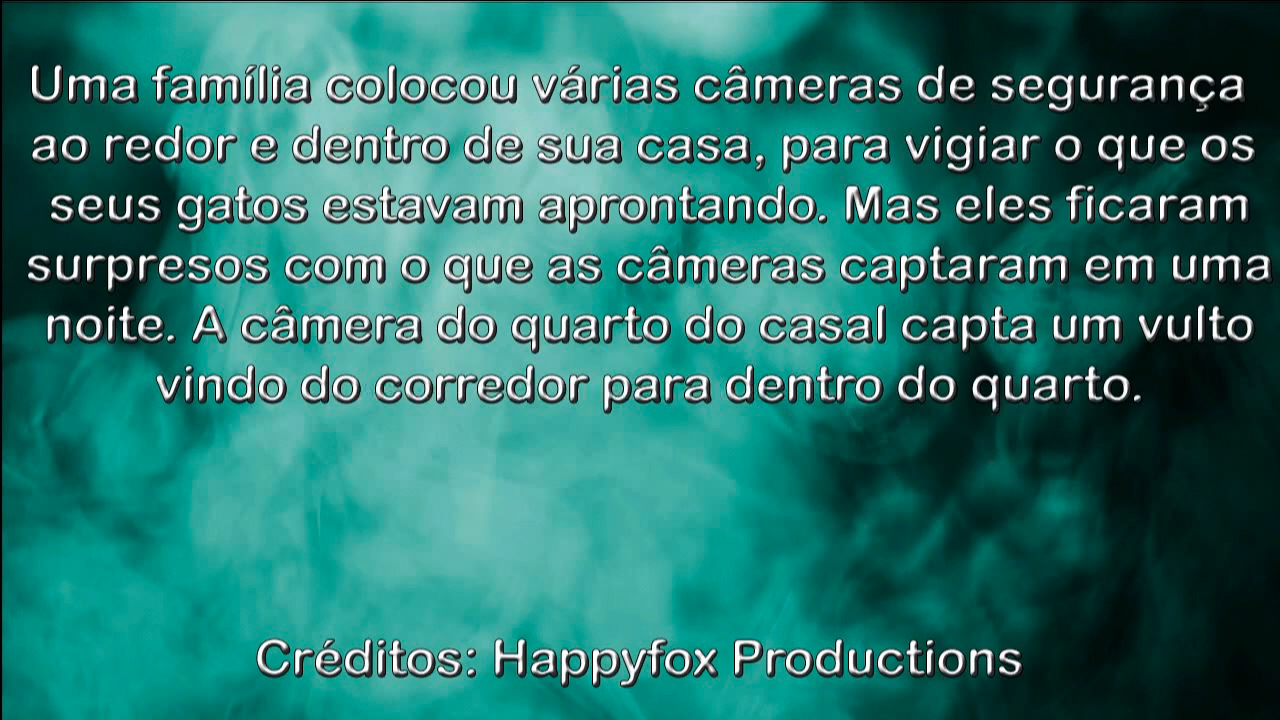 Uma família colocou várias câmeras de segurança
ao redor e dentro de sua casa, para vigiar o que os
seus gatos estavam aprontando. Mas eles ficaram
surpresos com o que as câmeras captaram em uma
noite. A câmera do quarto do casal capta um vulto
vindo do corredor para dentro do quarto.
Créditos: Happyfox Productions